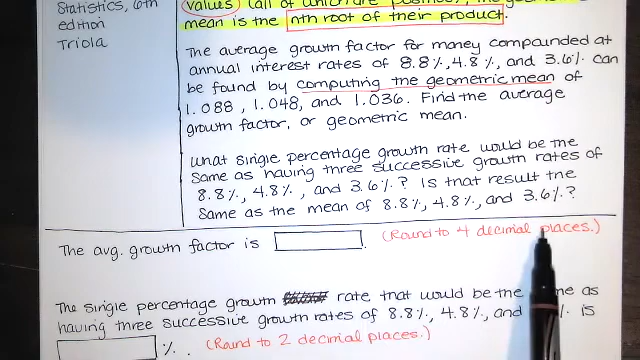 Statistics, 6th
edition
Triola
values) (all of which are positive), the
mean is the nth root of their product.
The average growth factor for money compounded at
annual interest rates of 8.8%, 4.8%, and 3.6% can
be found by computing the geometric mean of
1.088, 1.048, and 1.036. Find the average
growth factor, or geometric mean.
What single percentage growth rate would be the
same as having three successive growth rates of
8.8%, 4.8%, and 3.6%? Is that result the
same as the mean of 8.8%, 4.8%, and 3.6%?
The avg. growth factor is . (Round to 4 decimal places.)
The single percentage growth rate that would be the as
having three successive growth rates of 8.8%, 4.8%, and % is
%. (Round to 2 decimal places.)